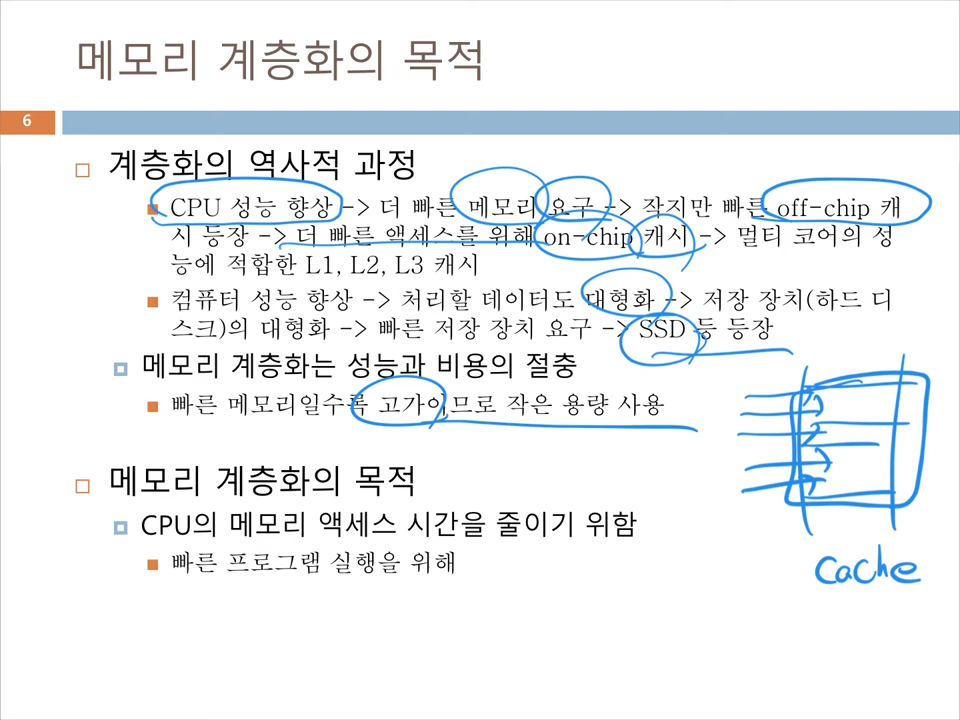 메모리 계층화의 목적
6
계층화의 역사적 과정
CPU 성능 향상 -> 더 빠른 메모리 요구 -> 작지만 빠른 off-chip 캐
시 등장 -> 더 빠른 액세스를 위해 on-chip 캐시 -> 멀티 코어의 성
능에 적합한 L1, L2, L3 캐시
컴퓨터 성능 향상 -> 처리할 데이터도 대형화 -> 저장 장치(하드 디
스크)의 대형화 -> 빠른 저장 장치 요구 -> SSD 등 등장
메모리 계층화는 성능과 비용의 절충
빠른 메모리일수록 고가이므로 작은 용량 사용
메모리 계층화의 목적
CPU의 메모리 액세스 시간을 줄이기 위함
빠른 프로그램 실행을 위해
cache